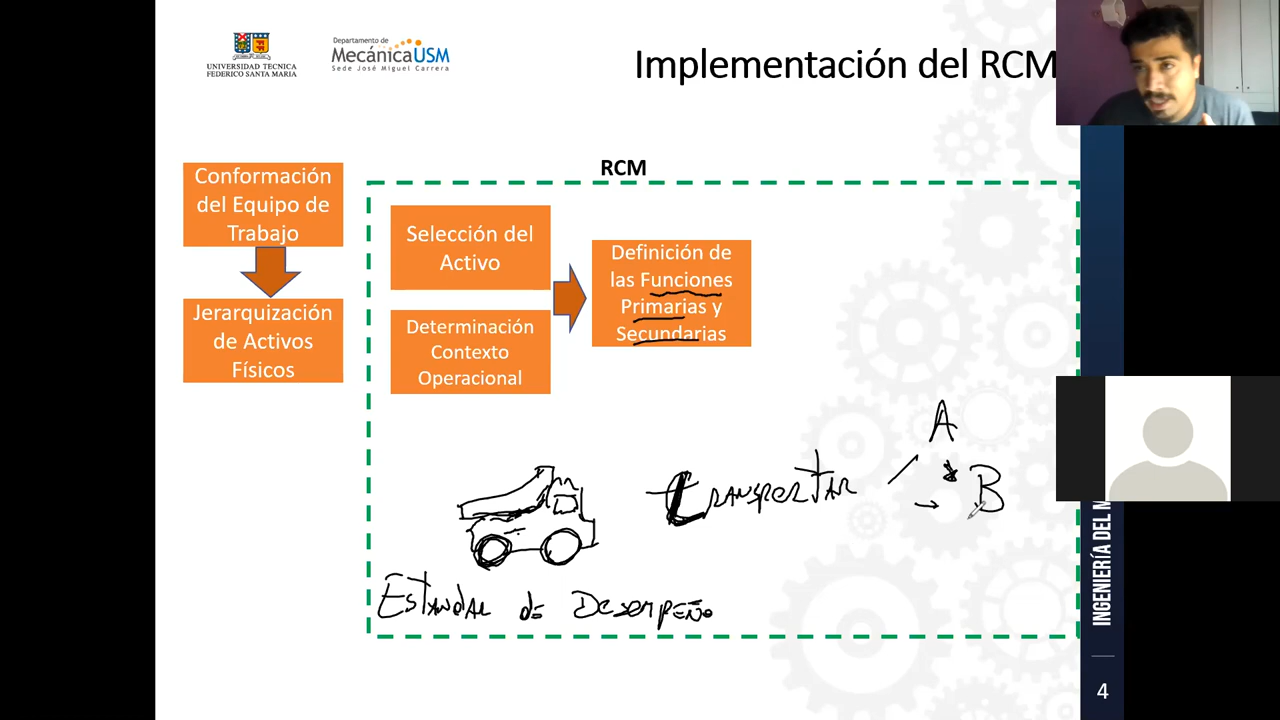 UNIVERSIDAD TECNICA
FEDERICO SANTA MARIA
Departamento de
MecánicaUSM
Sede José Miguel Carrera
Implementación del RCM
RCM
Conformación
del Equipo de
Trabajo
Jerarquización
de Activos
Físicos
Selección del
Activo
Determinación
Contexto
Operacional
Definición de
las Funciones
Primarias y
Secundarias
A
Transportar
B
Estandar de Desempeño
INGENIERÍA DEL M
4